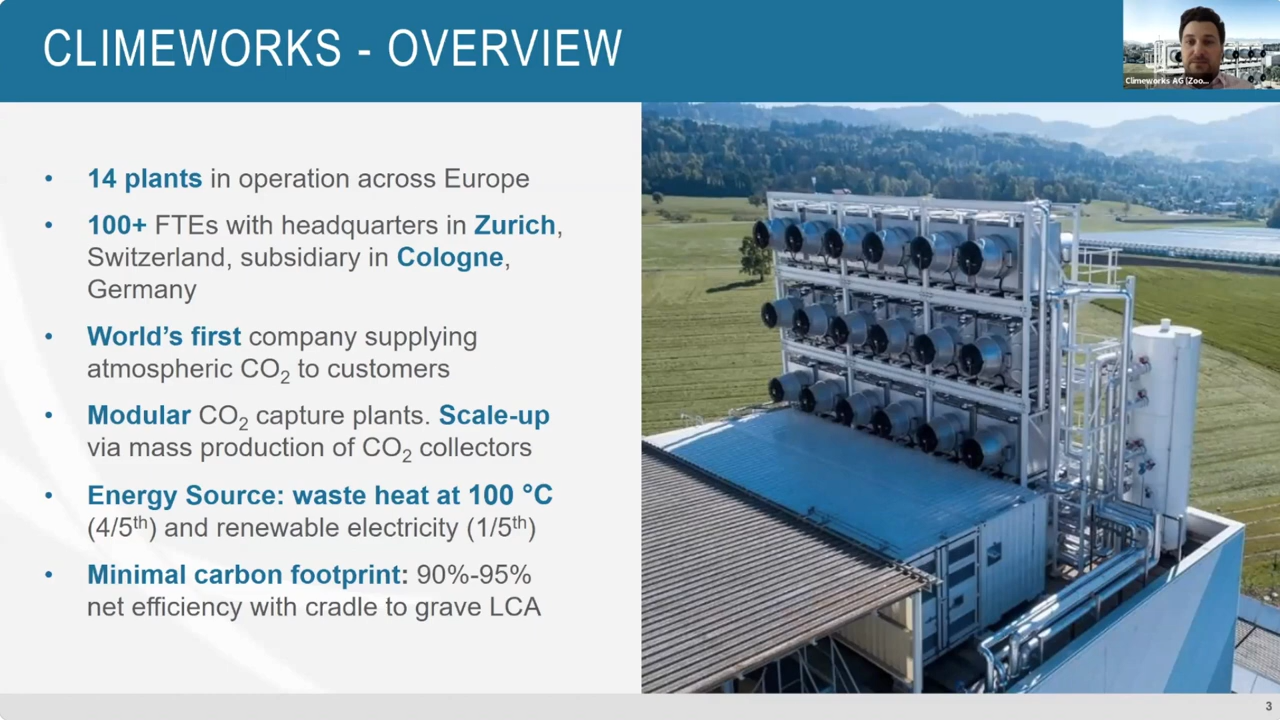 CLIMEWORKS - OVERVIEW
Climeworks AG (Zoo...
• 14 plants in operation across Europe
• 100+ FTEs with headquarters in Zurich,
Switzerland, subsidiary in Cologne,
Germany
• World’s first company supplying
atmospheric CO₂ to customers
• Modular CO₂ capture plants. Scale-up
via mass production of CO₂ collectors
• Energy Source: waste heat at 100 °C
(4/5ᵗʰ) and renewable electricity (1/5ᵗʰ)
• Minimal carbon footprint: 90%-95%
net efficiency with cradle to grave LCA
3